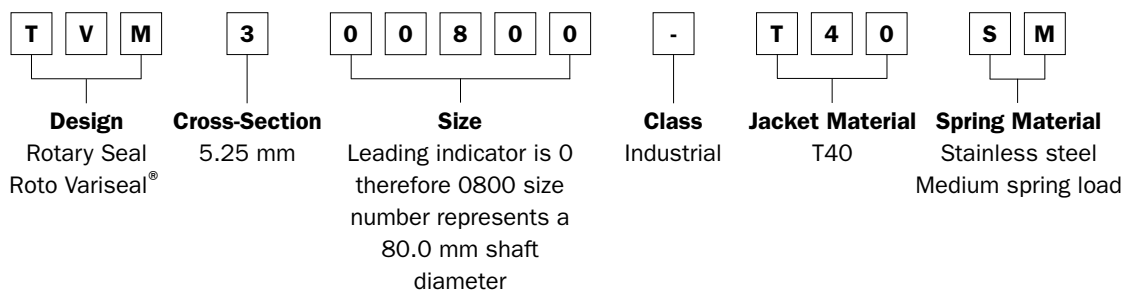 T V M 3 0 0 8 0 0 - T 4 0 S M
Design Cross-Section Size Class Jacket Material Spring Material
Rotary Seal 5.25 mm Leading indicator is 0 Industrial T40 Stainless steel
Roto Variseal® therefore 0800 size Medium spring load
number represents a
80.0 mm shaft
diameter